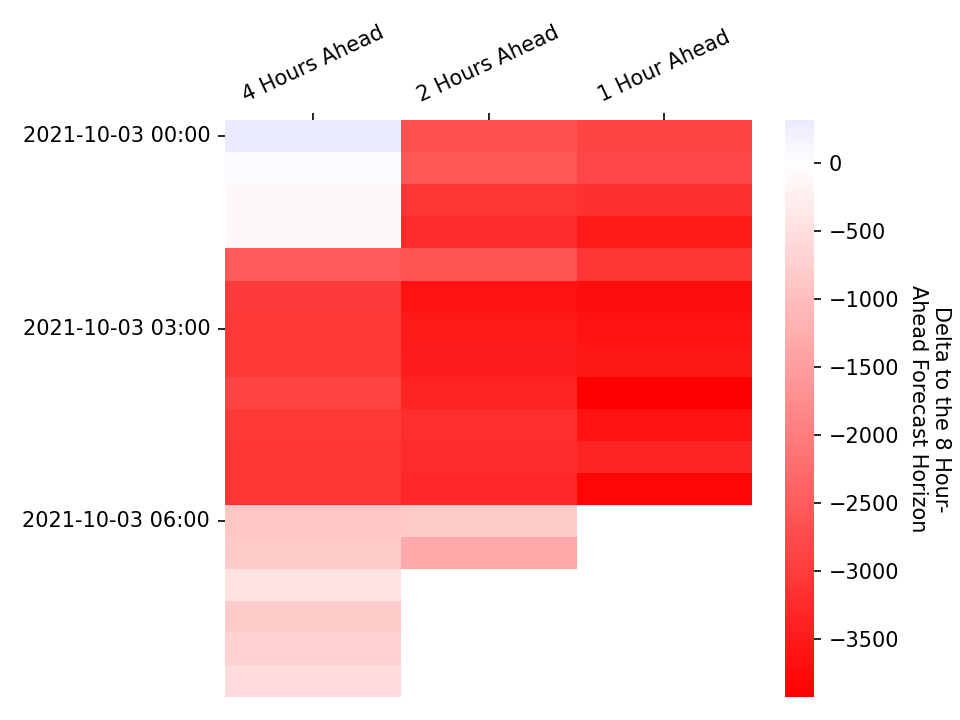 4 Hours Ahead
2 Hours Ahead
1 Hour Ahead
2021-10-03 00:00
2021-10-03 03:00
2021-10-03 06:00
0
−500
−1000
−1500
−2000
−2500
−3000
−3500
Delta to the 8 Hour-
Ahead Forecast Horizon